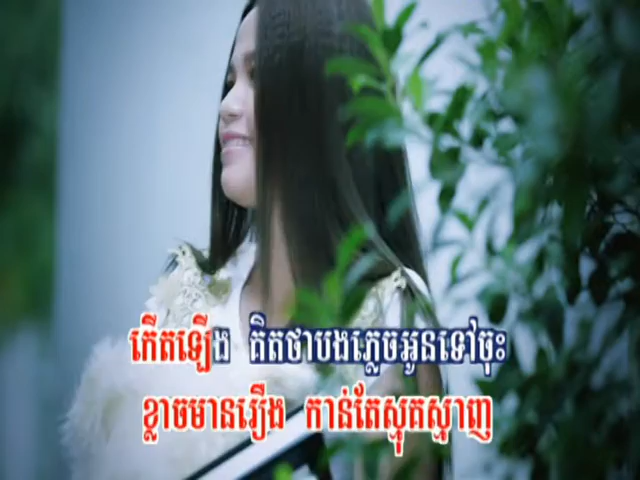 កើតឡើង គិតថាបងភ្លេចអូនទៅចុះ
ខ្លាចមានរឿង កាន់តែស្មុគស្មាញ